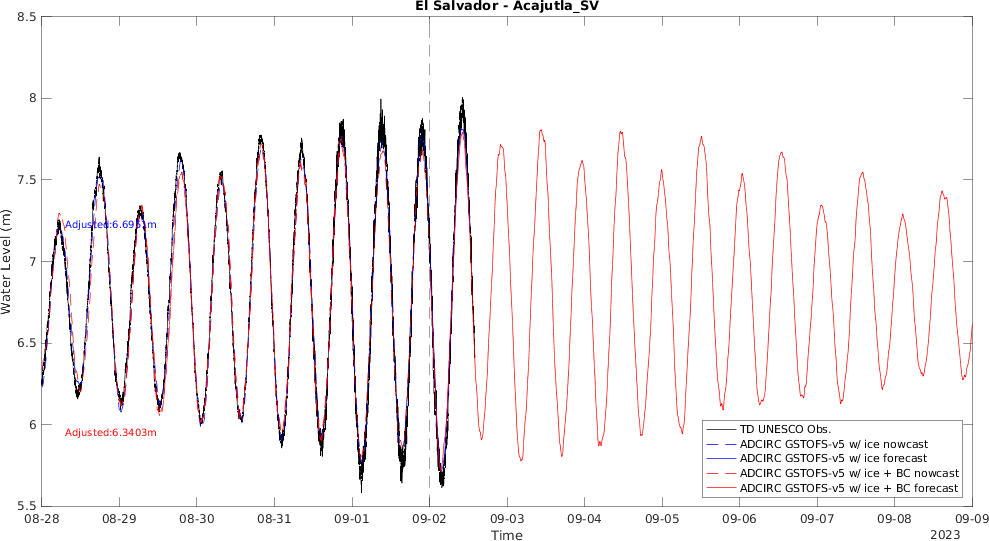 El Salvador - Acajutla_SV
8.5
8
7.5
7
6.5
6
5.5
Water Level (m)
Adjusted:6.6951m
Adjusted:6.3403m
TD UNESCO Obs.
ADCIRC GSTOFS-v5 w/ ice nowcast
ADCIRC GSTOFS-v5 w/ ice forecast
ADCIRC GSTOFS-v5 w/ ice + BC nowcast
ADCIRC GSTOFS-v5 w/ ice + BC forecast
08-28 08-29 08-30 08-31 09-01 09-02 09-03 09-04 09-05 09-06 09-07 09-08 09-09
Time
2023